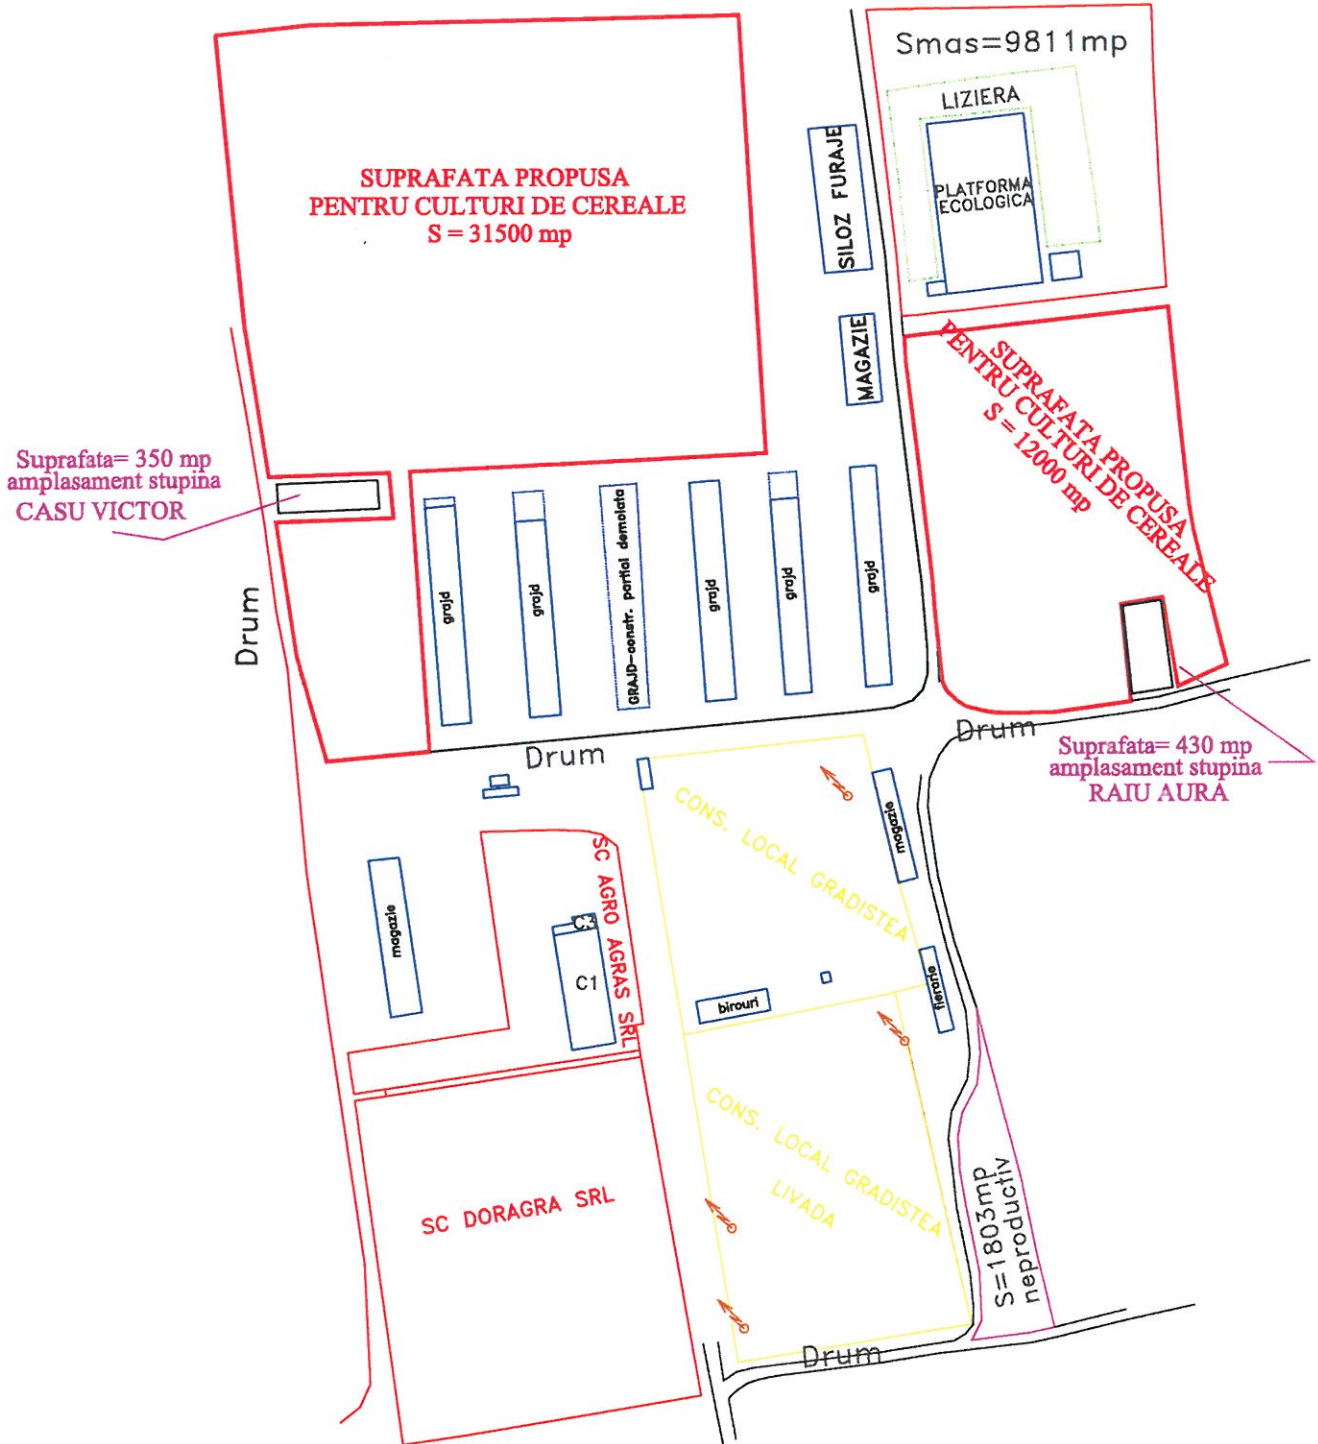 Smas=9811mp
LIZIERA
PLATFORMA
ECOLOGICA
SUPRAFATA PROPUSA
PENTRU CULTURI DE CEREALE
S = 31500 mp
SILOZ FURAJE
MAGAZIE
SUPRAFATA PROPUSA
PENTRU CULTURI DE CEREALE
S = 12000 mp
Suprafata= 350 mp
amplasament stupina
CASU VICTOR
Drum
grajd
grajd
GRAJD-constr. partial demolata
grajd
grajd
grajd
Drum
Drum
Suprafata= 430 mp
amplasament stupina
RAIU AURA
CONS. LOCAL GRADISTEA
magazie
magazie
SC AGRO AGRAS SRL
C3
C1
birouri
fierarie
CONS. LOCAL GRADISTEA
LIVADA
SC DORAGRA SRL
S=1803mp
neproductiv
Drum